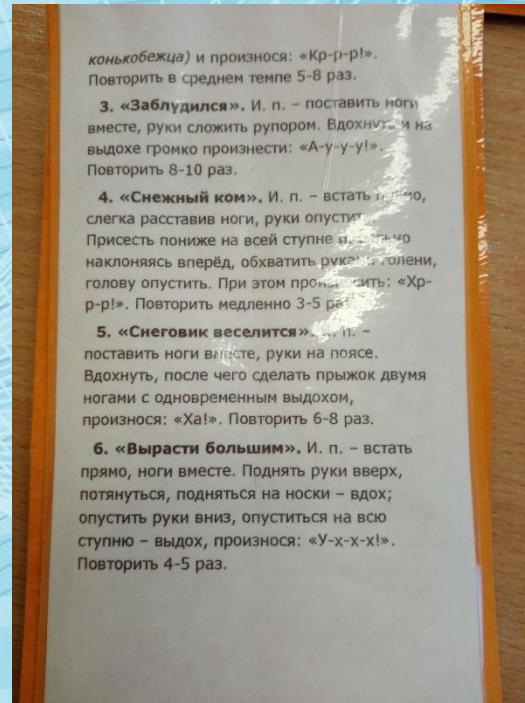 конькобежца) и произнося: «Кр-р-р!».
Повторить в среднем темпе 5-8 раз.
3. «Заблудился». И. п. – поставить ноги
вместе, руки сложить рупором. Вдохнуть и на
выдохе громко произнести: «А-у-у-у!».
Повторить 8-10 раз.
4. «Снежный ком». И. п. – встать прямо,
слегка расставив ноги, руки опустить.
Присесть пониже на всей ступне и,
наклоняясь вперёд, обхватить руками голени,
голову опустить. При этом произносить: «Хр-
р-р!». Повторить медленно 3-5 раз.
5. «Снеговик веселится». И. п. –
поставить ноги вместе, руки на поясе.
Вдохнуть, после чего сделать прыжок двумя
ногами с одновременным выдохом,
произнося: «Ха!». Повторить 6-8 раз.
6. «Вырасти большим». И. п. – встать
прямо, ноги вместе. Поднять руки вверх,
потянуться, подняться на носки – вдох;
опустить руки вниз, опуститься на всю
ступню – выдох, произнося: «У-х-х-х!».
Повторить 4-5 раз.